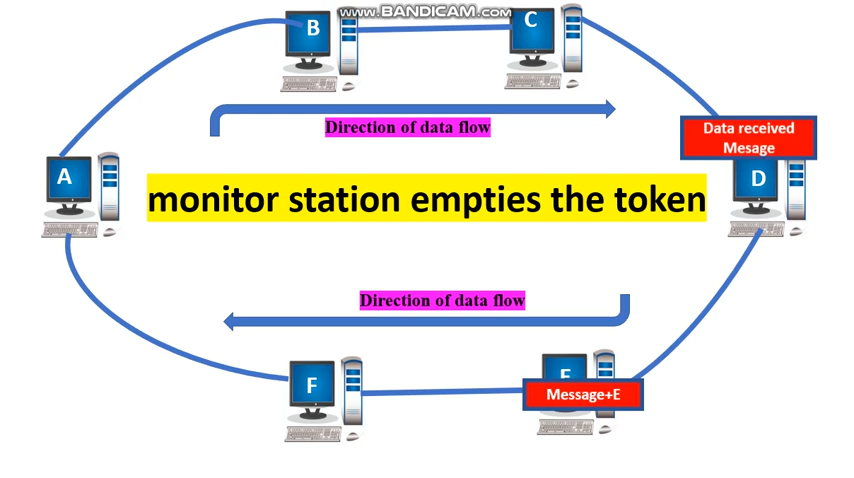 www.BANDICAM.com
B
C
Direction of data flow
Data received
Mesage
A
D
monitor station empties the token
Direction of data flow
F
E
Message+E